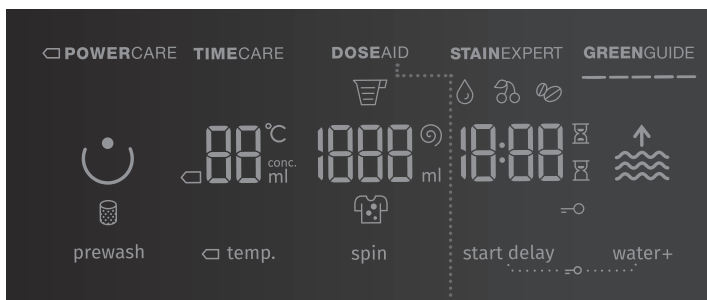 POWERCARE TIMECARE DOSEAID STAINEXPERT GREENGUIDE
88 °C conc. ml 1888 ml 18:88
prewash temp. spin start delay water+